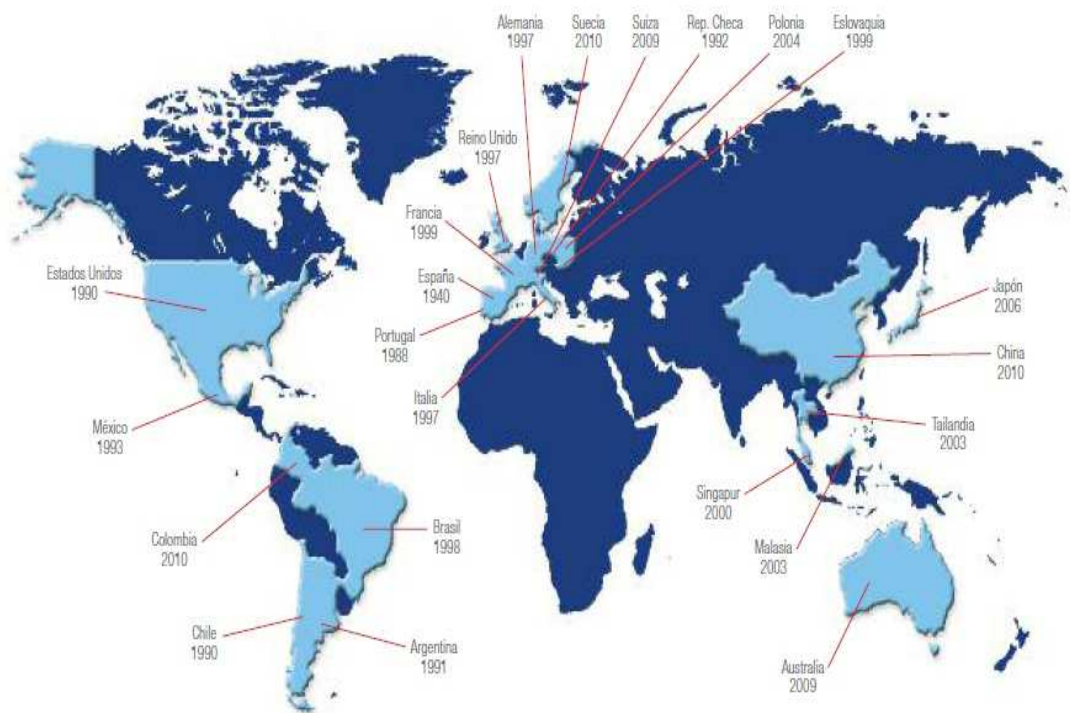 Alemania
1997
Suecia
2010
Suiza
2009
Rep. Checa
1992
Polonia
2004
Eslovaquia
1999
Reino Unido
1997
Francia
1999
España
1940
Portugal
1988
Italia
1997
Estados Unidos
1990
México
1993
Colombia
2010
Brasil
1998
Chile
1990
Argentina
1991
Japón
2006
China
2010
Tailandia
2003
Singapur
2000
Malasia
2003
Australia
2009